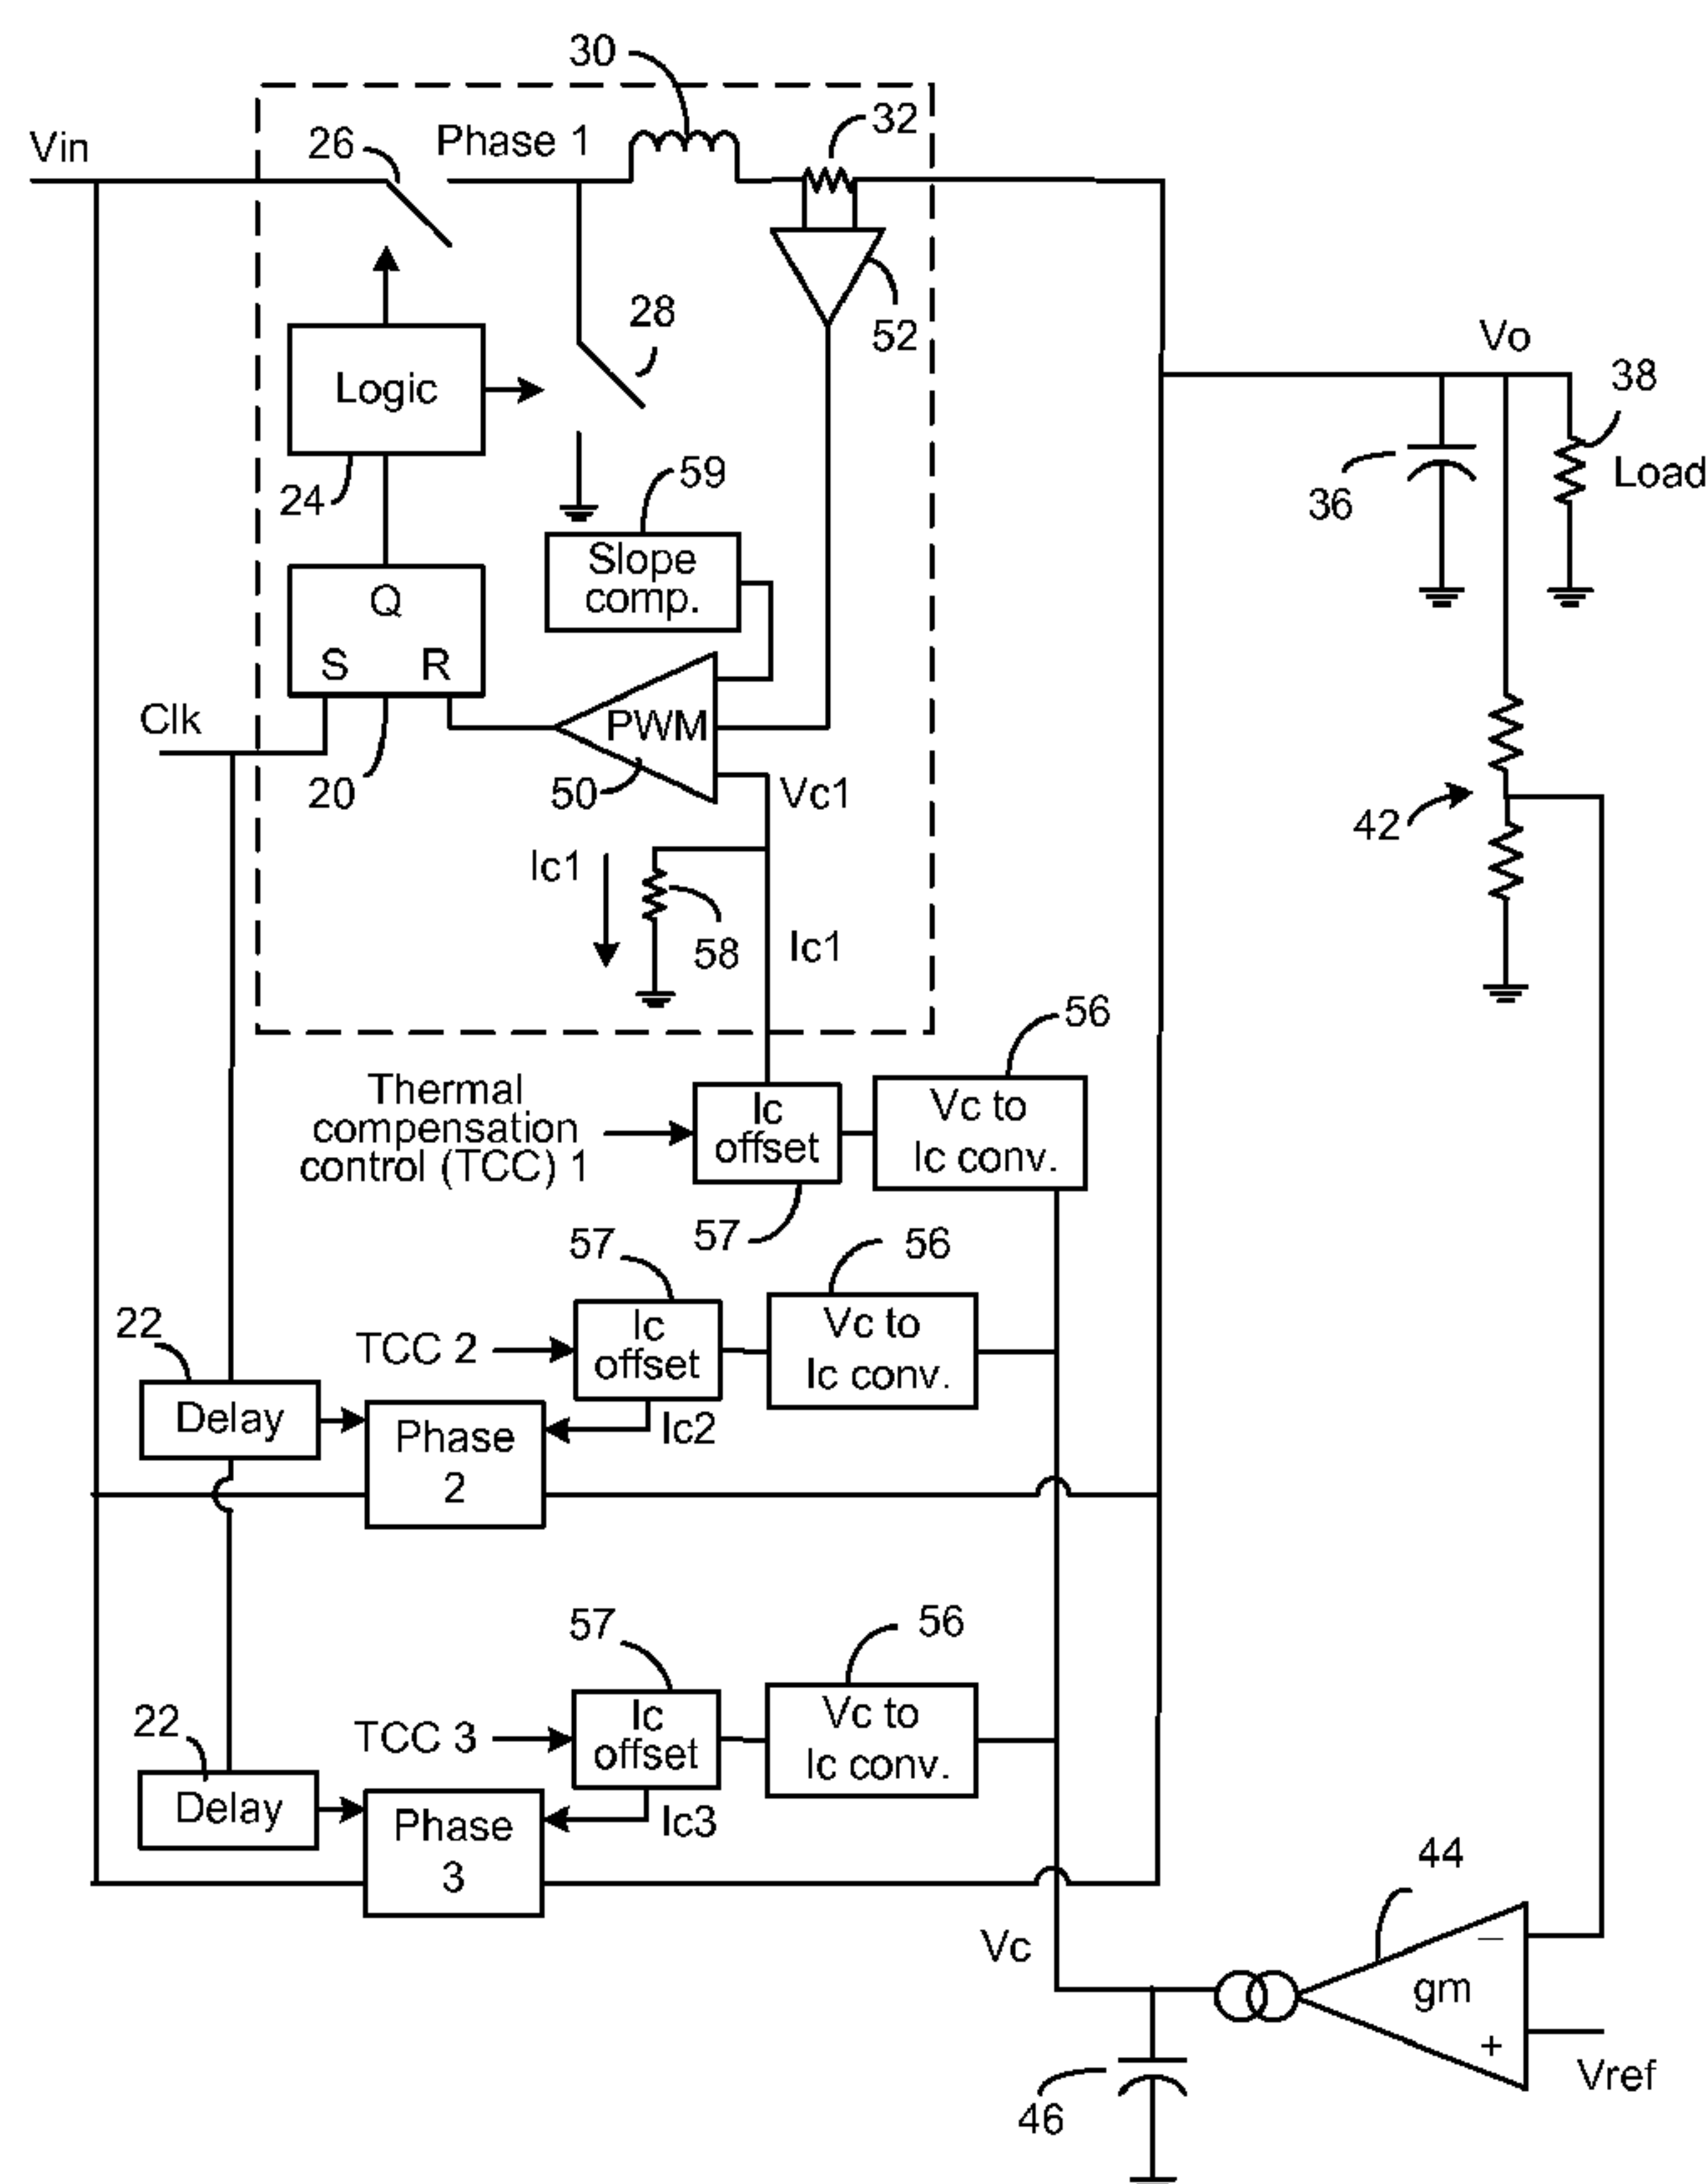 30
32
Vin
26
Phase 1
28
52
Vo
38
Logic
Load
24
59
36
Slope
comp.
Q
S
R
Clk
PWM
20
50
Vc1
42
Ic1
58
Ic1
56
Thermal
compensation
control (TCC) 1
Ic
offset
Vc to
Ic conv.
57
57
56
22
TCC 2
Ic
offset
Vc to
Ic conv.
Delay
Phase
2
Ic2
57
56
22
TCC 3
Ic
offset
Vc to
Ic conv.
Delay
Phase
3
Ic3
44
Vc
−
gm
+
Vref
46